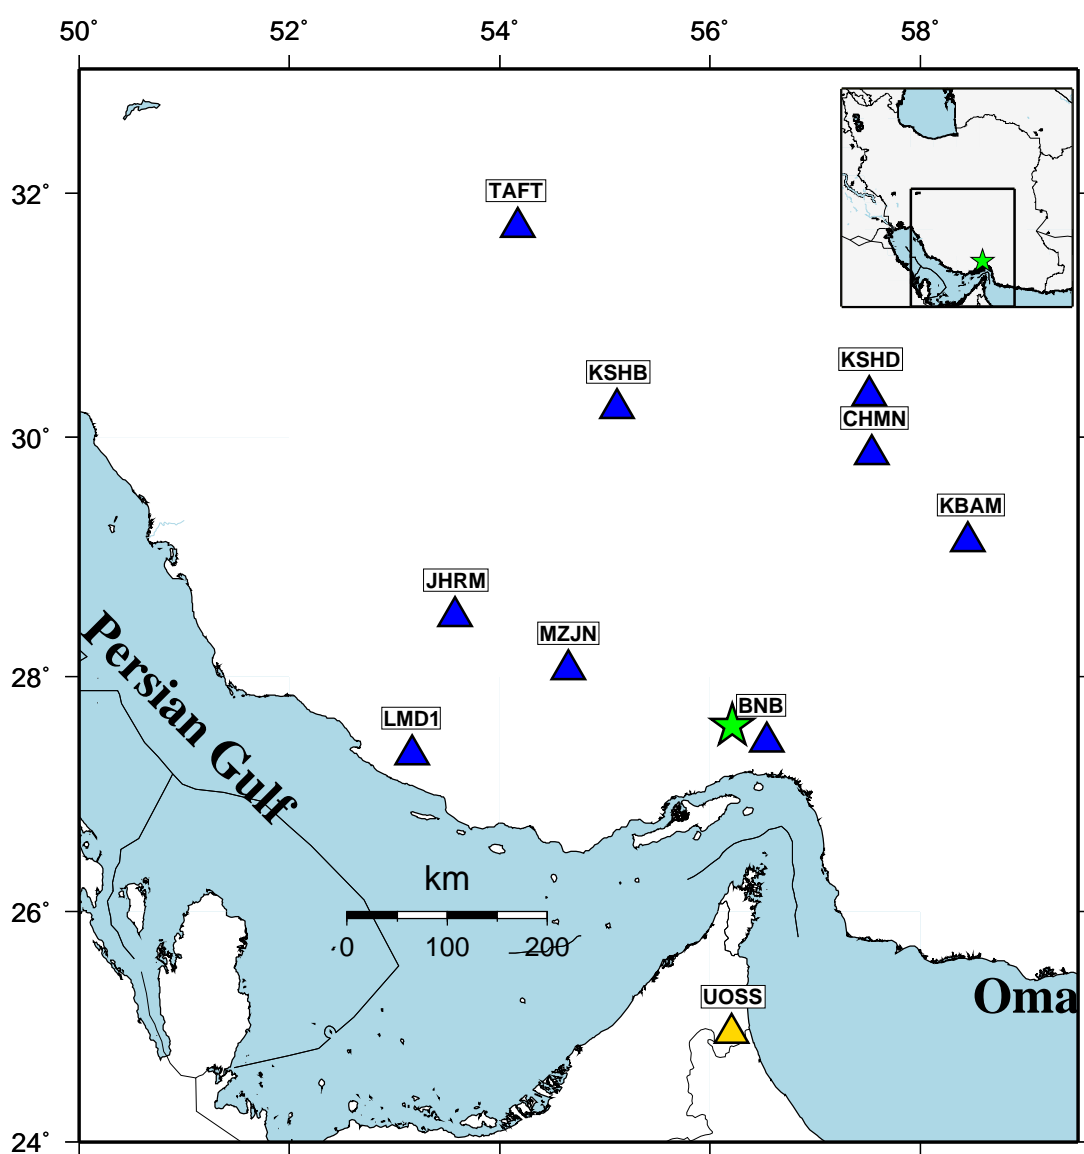 50° 52° 54° 56° 58°
32°
TAFT
KSHD
KSHB
CHMN
30°
KBAM
JHRM
MZJN
28°
BNB
LMD1
Persian Gulf
km
26°
0 100 200
UOSS
Oma
24°